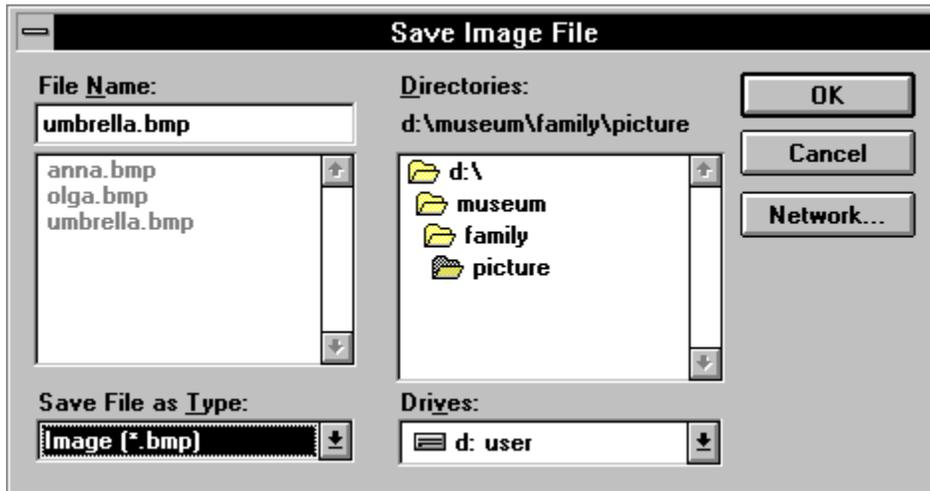 Save Image File
File Name:
umbrella.bmp
anna.bmp
olga.bmp
umbrella.bmp
Save File as Type:
Image (*.bmp)
Directories:
d:\museum\family\picture
d:\
museum
family
picture
Drives:
d: user
OK
Cancel
Network...